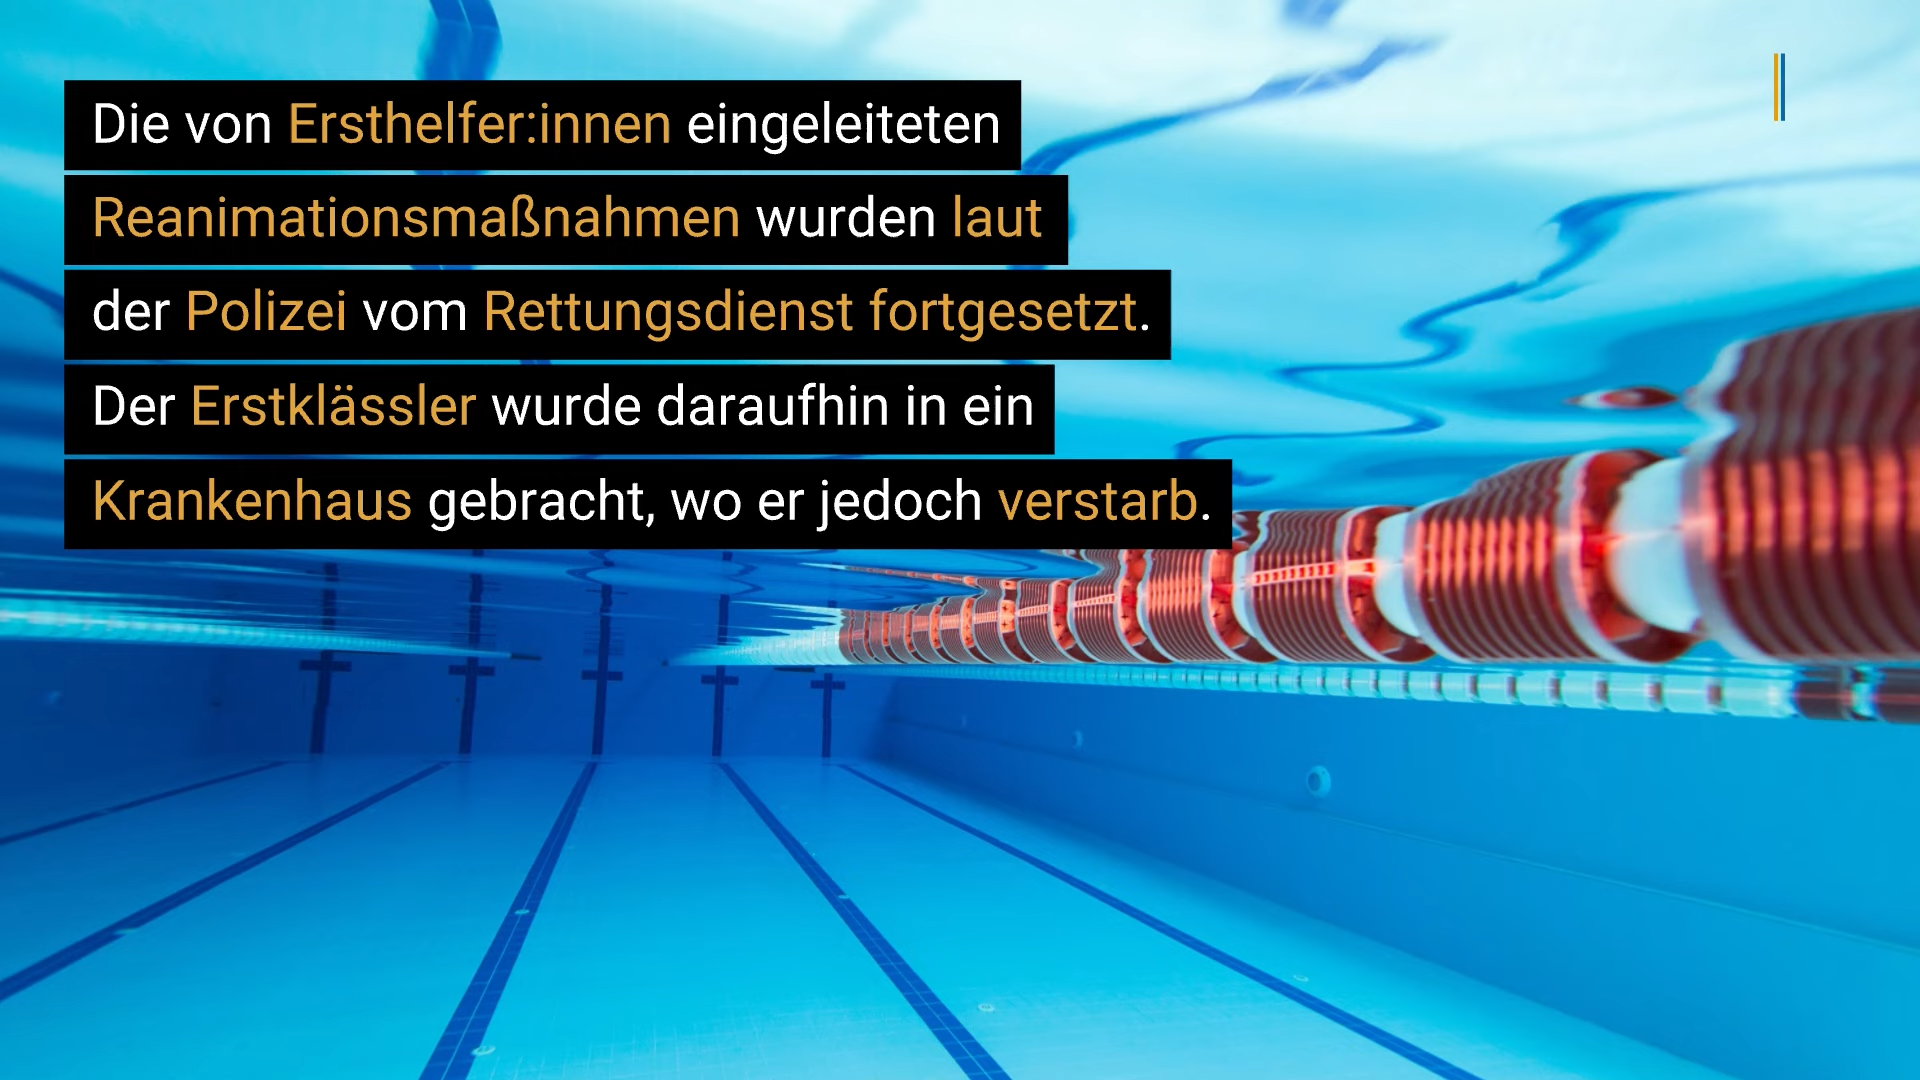 Die von Ersthelfer:innen eingeleiteten
Reanimationsmaßnahmen wurden laut
der Polizei vom Rettungsdienst fortgesetzt.
Der Erstklässler wurde daraufhin in ein
Krankenhaus gebracht, wo er jedoch verstarb.